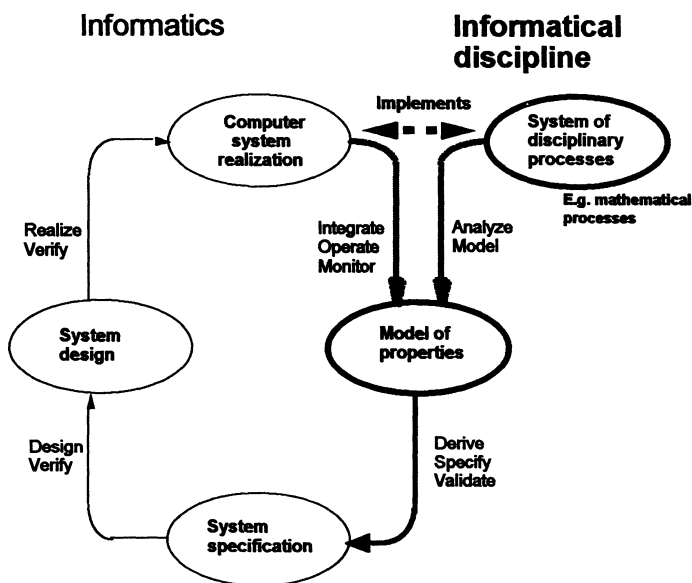 Informatics
Informatical
discipline
Implements
Computer
system
realization
System of
disciplinary
processes
E.g. mathematical
processes
Realize
Verify
Integrate
Operate
Monitor
Analyze
Model
System
design
Model of
properties
Design
Verify
Derive
Specify
Validate
System
specification